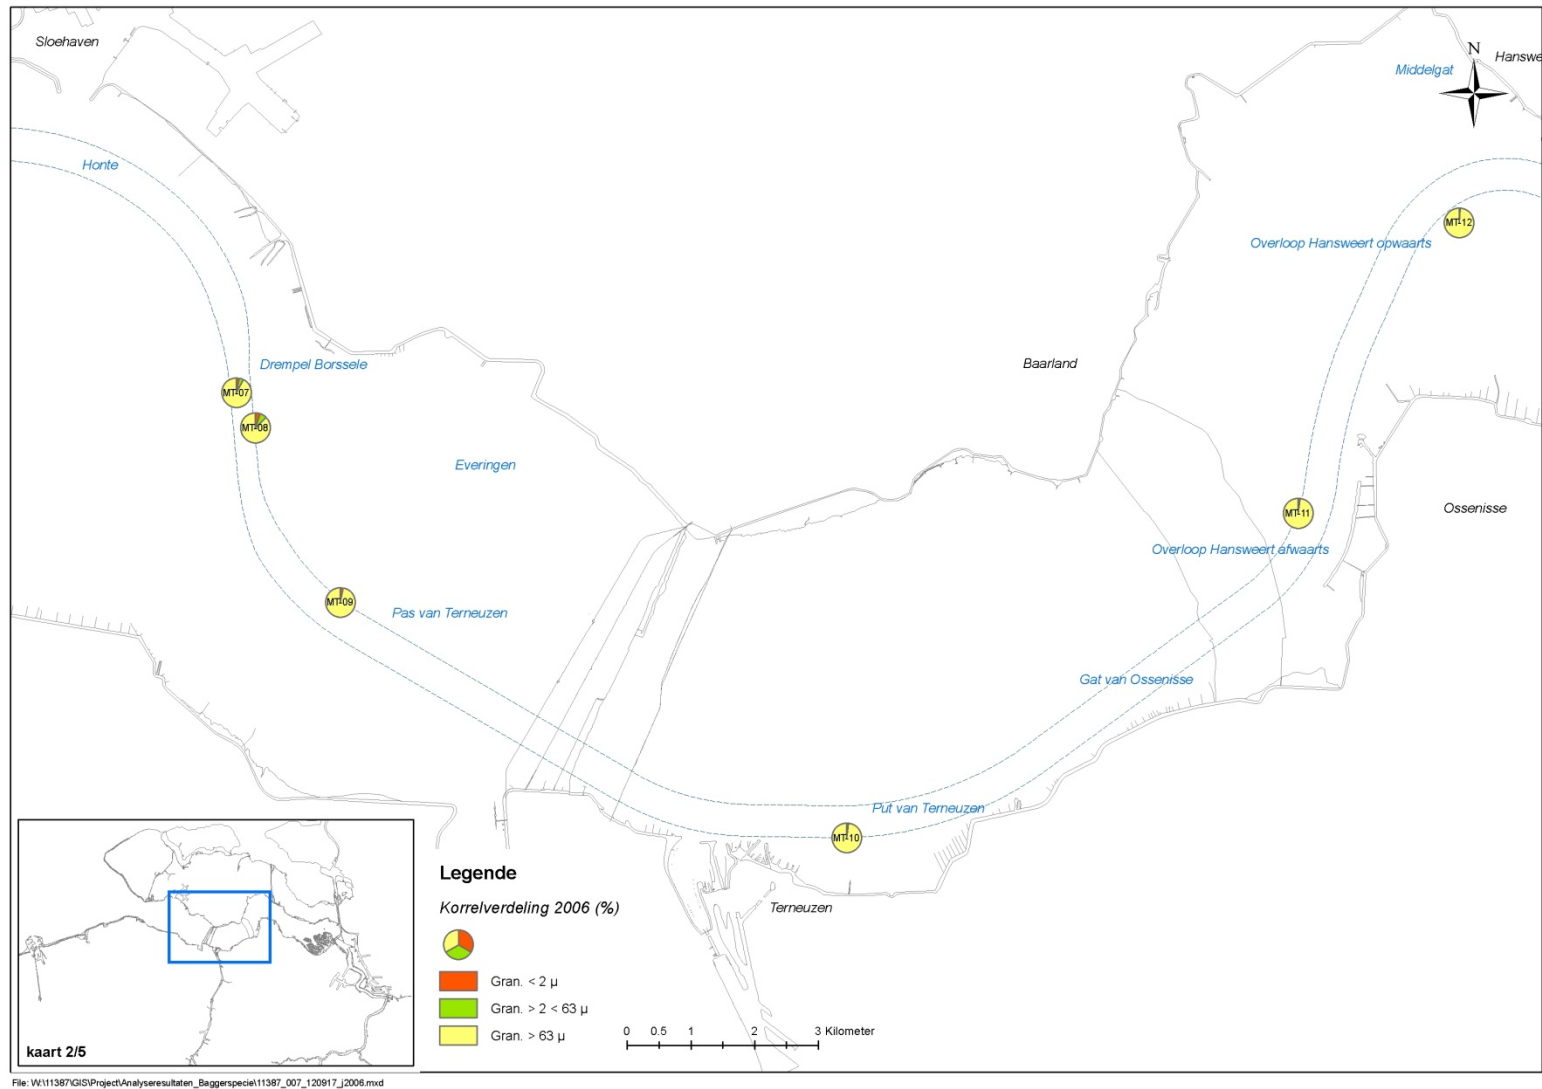 Sloehaven
N
Middelgat
Hanswe
Honte
MT-12
Overloop Hansweert opwaarts
Drempel Borssele
Baarland
MT-07
MT-08
Everingen
Ossenisse
MT-11
Overloop Hansweert afwaarts
MT-09
Pas van Terneuzen
Gat van Ossenisse
Put van Terneuzen
MT-10
Terneuzen
Legende
Korrelverdeling 2006 (%)
Gran. < 2 µ
Gran. > 2 < 63 µ
Gran. > 63 µ
0 0.5 1 2 3 Kilometer
kaart 2/5
File: W:\11387\GIS\Project\Analyseresultaten_Baggerspecie\11387_007_120917_j2006.mxd